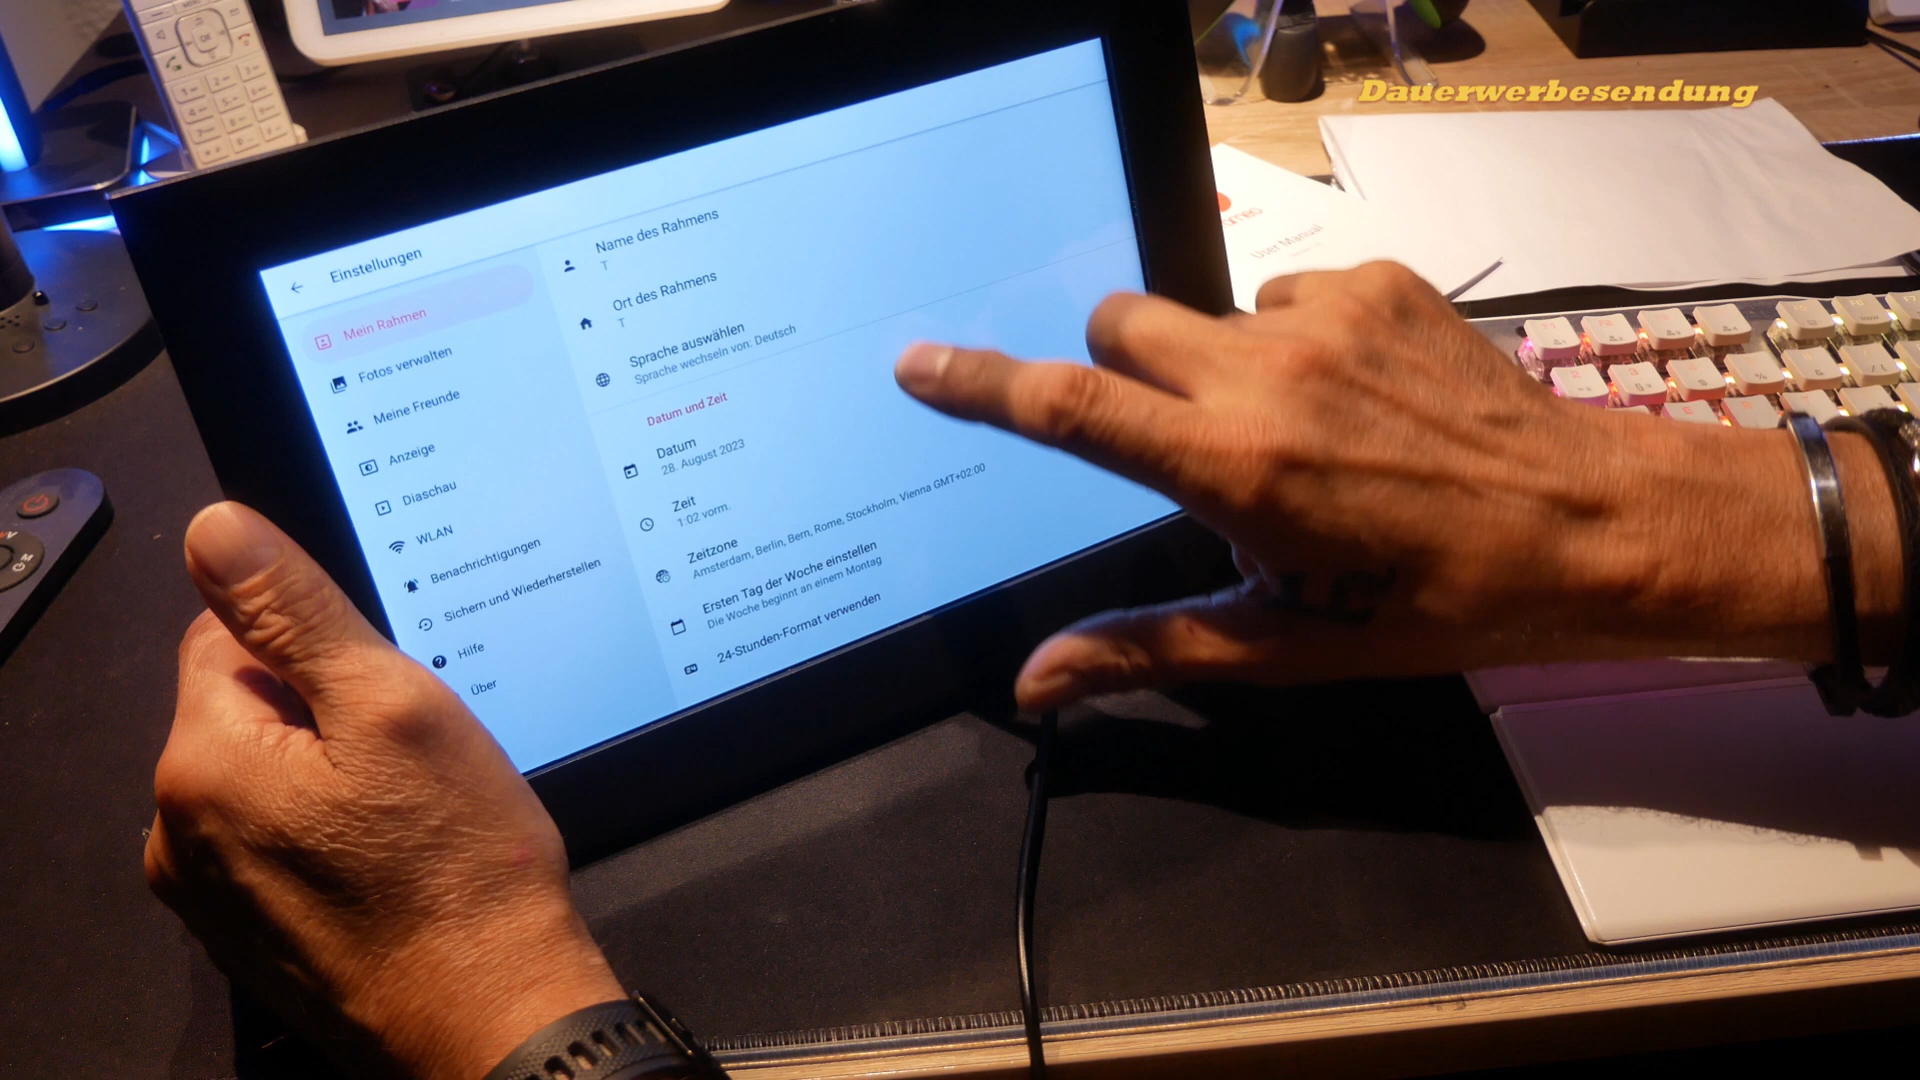 Dauerwerbesendung
Einstellungen
Mein Rahmen
Fotos verwalten
Meine Freunde
Anzeige
Diaschau
WLAN
Benachrichtigungen
Sichern und Wiederherstellen
Hilfe
Über
Name des Rahmens
T
Ort des Rahmens
T
Sprache auswählen
Sprache wechseln von: Deutsch
Datum und Zeit
Datum
28. August 2023
Zeit
1:02 vorm.
Zeitzone
Amsterdam, Berlin, Bern, Rome, Stockholm, Vienna GMT+02:00
Ersten Tag der Woche einstellen
Die Woche beginnt an einem Montag
24-Stunden-Format verwenden
User Manual